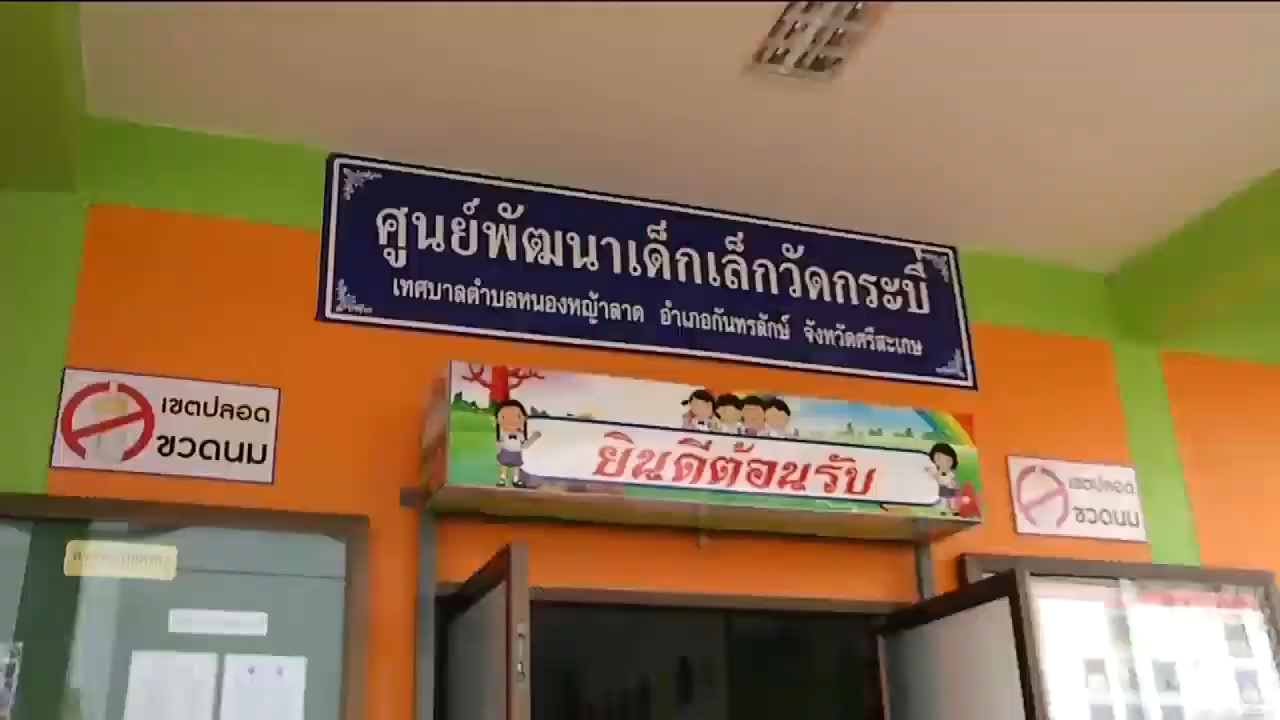 ศูนย์พัฒนาเด็กเล็กวัดกระบี่
เทศบาลตำบลหนองหญ้าลาด อำเภอกันทรลักษ์ จังหวัดศรีสะเกษ
เขตปลอด
ขวดนม
ยินดีต้อนรับ
เขตปลอด
ขวดนม